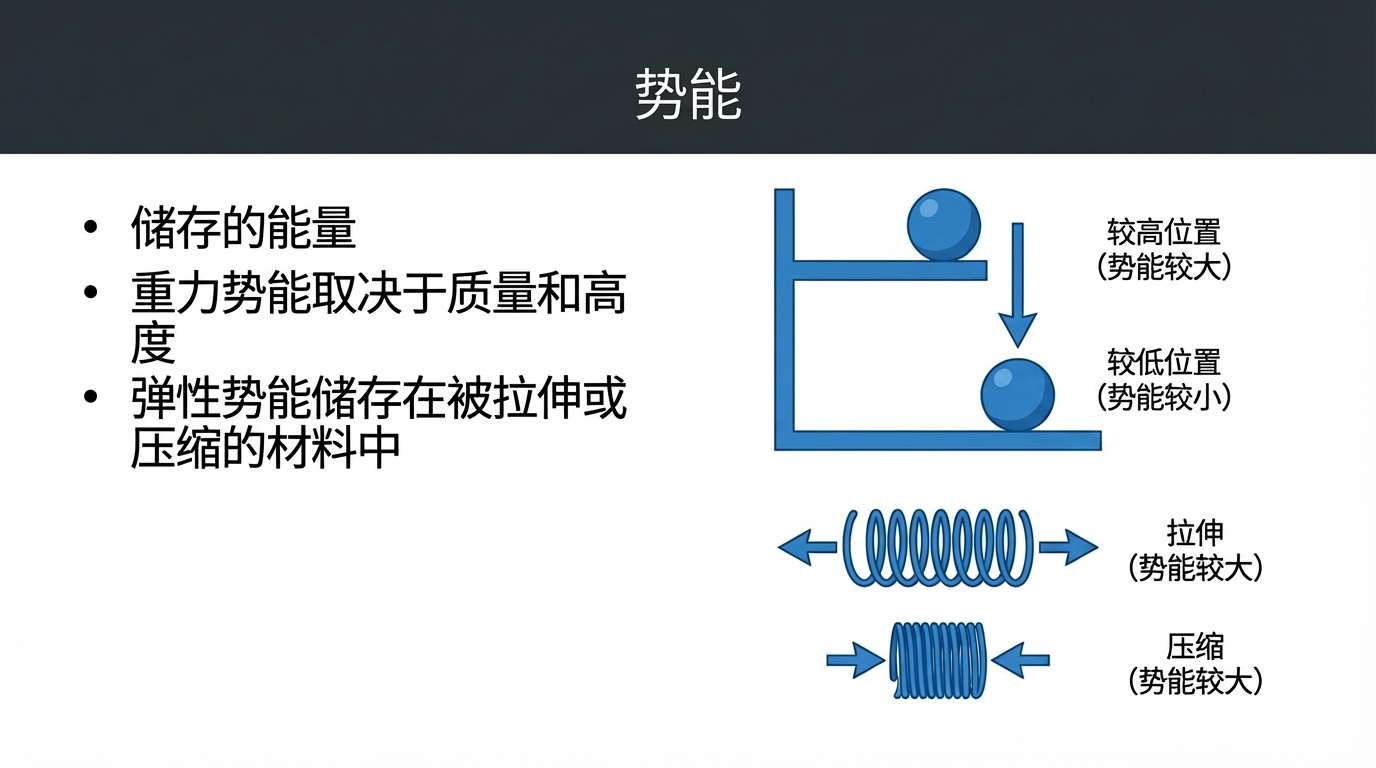 势能
• 储存的能量
• 重力势能取决于质量和高
度
• 弹性势能储存在被拉伸或
压缩的材料中
较高位置
（势能较大）
较低位置
（势能较小）
拉伸
（势能较大）
压缩
（势能较大）